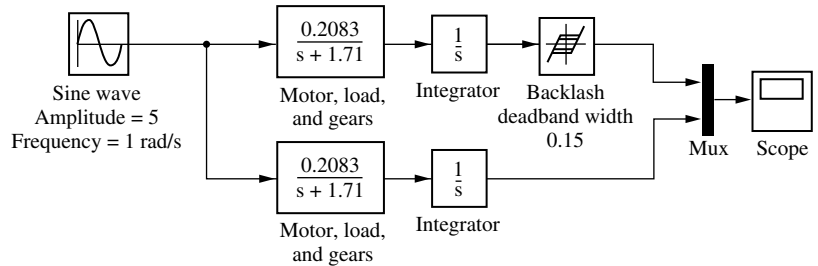 Sine wave
Amplitude = 5
Frequency = 1 rad/s
0.2083
s + 1.71
Motor, load,
and gears
1
s
Integrator
Backlash
deadband width
0.15
Mux
Scope
0.2083
s + 1.71
Motor, load,
and gears
1
s
Integrator